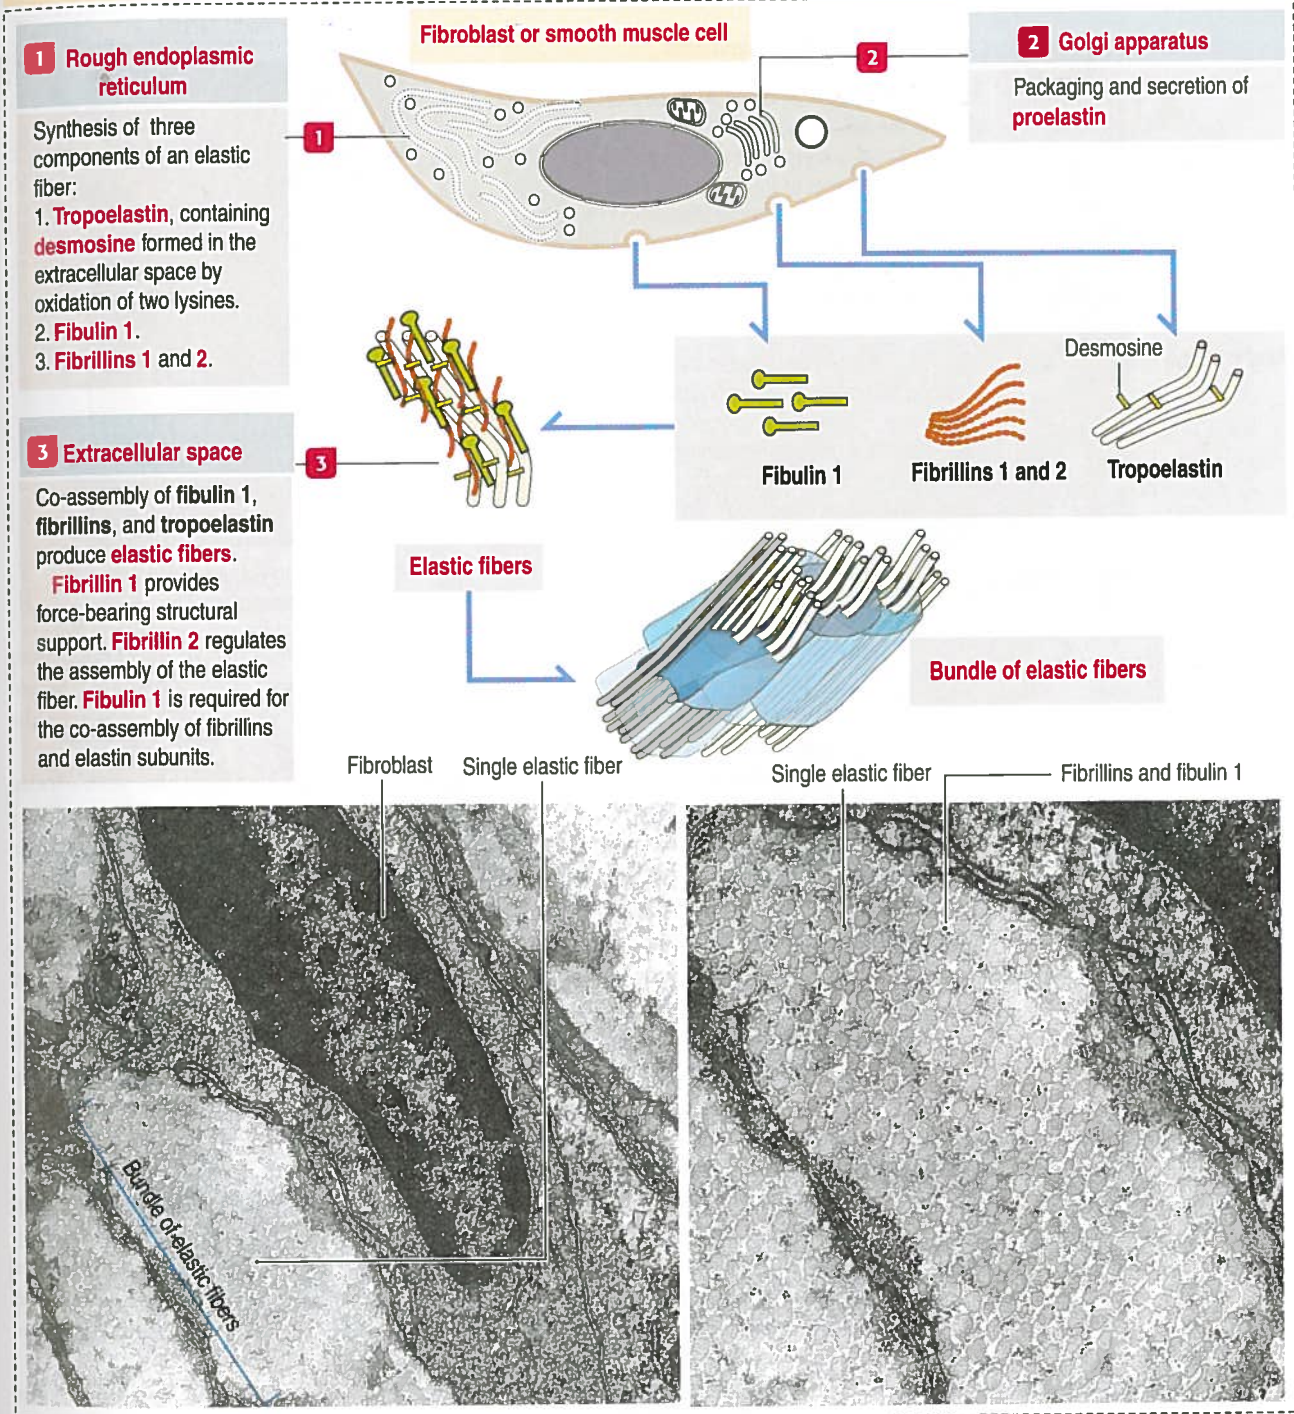 Fibroblast or smooth muscle cell
1 Rough endoplasmic
reticulum
Synthesis of three
components of an elastic
fiber:
1. Tropoelastin, containing
desmosine formed in the
extracellular space by
oxidation of two lysines.
2. Fibulin 1.
3. Fibrillins 1 and 2.
1
2
2 Golgi apparatus
Packaging and secretion of
proelastin
Desmosine
Fibulin 1
Fibrillins 1 and 2
Tropoelastin
3 Extracellular space
Co-assembly of fibulin 1,
fibrillins, and tropoelastin
produce elastic fibers.
Fibrillin 1 provides
force-bearing structural
support. Fibrillin 2 regulates
the assembly of the elastic
fiber. Fibulin 1 is required for
the co-assembly of fibrillins
and elastin subunits.
3
Elastic fibers
Bundle of elastic fibers
Fibroblast
Single elastic fiber
Single elastic fiber
Fibrillins and fibulin 1
Bundle of elastic fibers